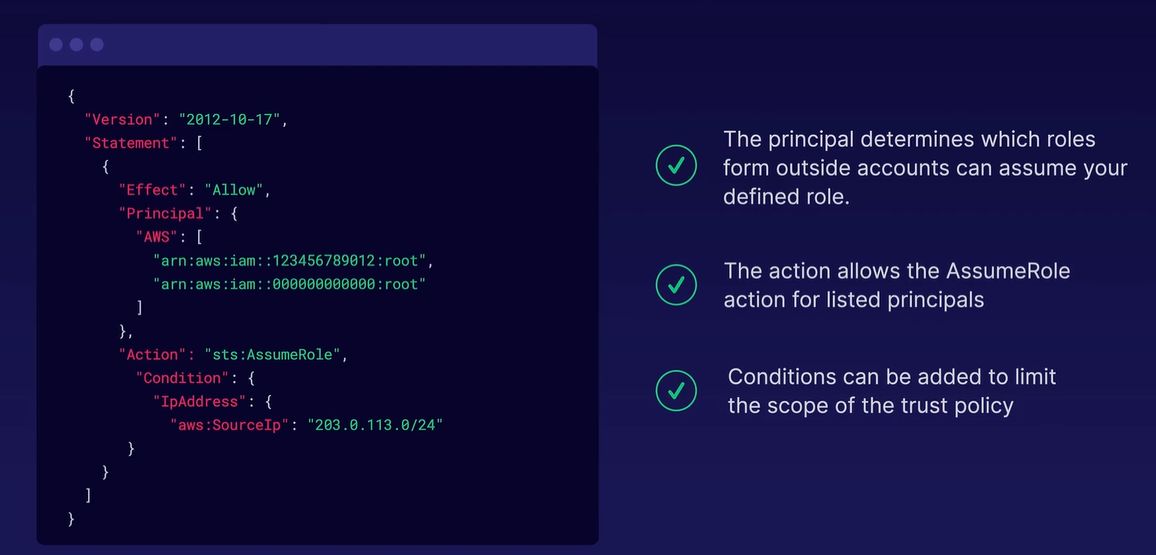 {
"Version": "2012-10-17",
"Statement": [
{
"Effect": "Allow",
"Principal": {
"AWS": [
"arn:aws:iam::123456789012:root",
"arn:aws:iam::000000000000:root"
]
},
"Action": "sts:AssumeRole",
"Condition": {
"IpAddress": {
"aws:SourceIp": "203.0.113.0/24"
}
}
]
}
The principal determines which roles
form outside accounts can assume your
defined role.
The action allows the AssumeRole
action for listed principals
Conditions can be added to limit
the scope of the trust policy